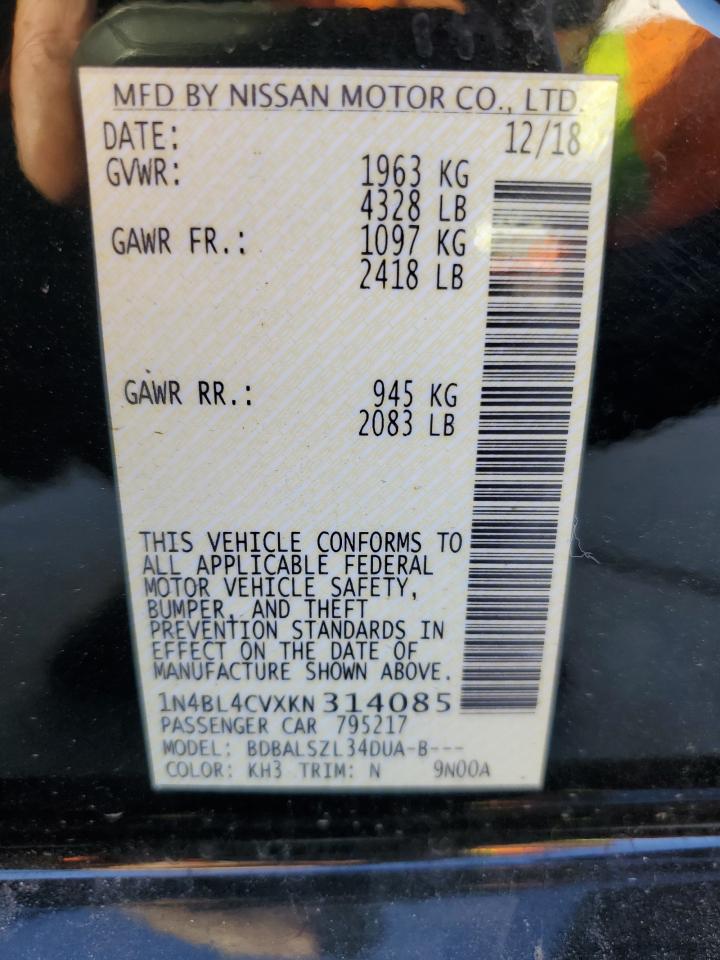 MFD BY NISSAN MOTOR CO., LTD.
DATE: 12/18
GVWR: 1963 KG
4328 LB
GAWR FR.: 1097 KG
2418 LB
GAWR RR.: 945 KG
2083 LB
THIS VEHICLE CONFORMS TO
ALL APPLICABLE FEDERAL
MOTOR VEHICLE SAFETY,
BUMPER, AND THEFT
PREVENTION STANDARDS IN
EFFECT ON THE DATE OF
MANUFACTURE SHOWN ABOVE.
1N4BL4CVXKN314085
PASSENGER CAR 795217
MODEL: BDBALSZL34DUA-B---
COLOR: KH3 TRIM: N 9N00A